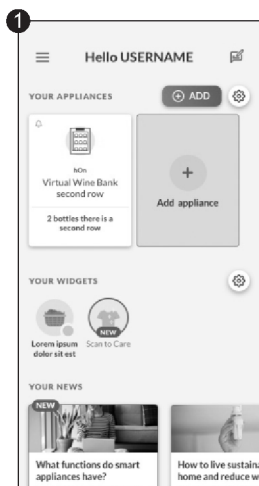 1
Hello USERNAME
YOUR APPLIANCES
ADD
hOn
Virtual Wine Bank
second row
2 bottles there is a
second row
Add appliance
YOUR WIDGETS
NEW
Lorem ipsum
dolor sit est
Scan to Care
YOUR NEWS
NEW
What functions do smart
appliances have?
How to live sustaina
home and reduce w